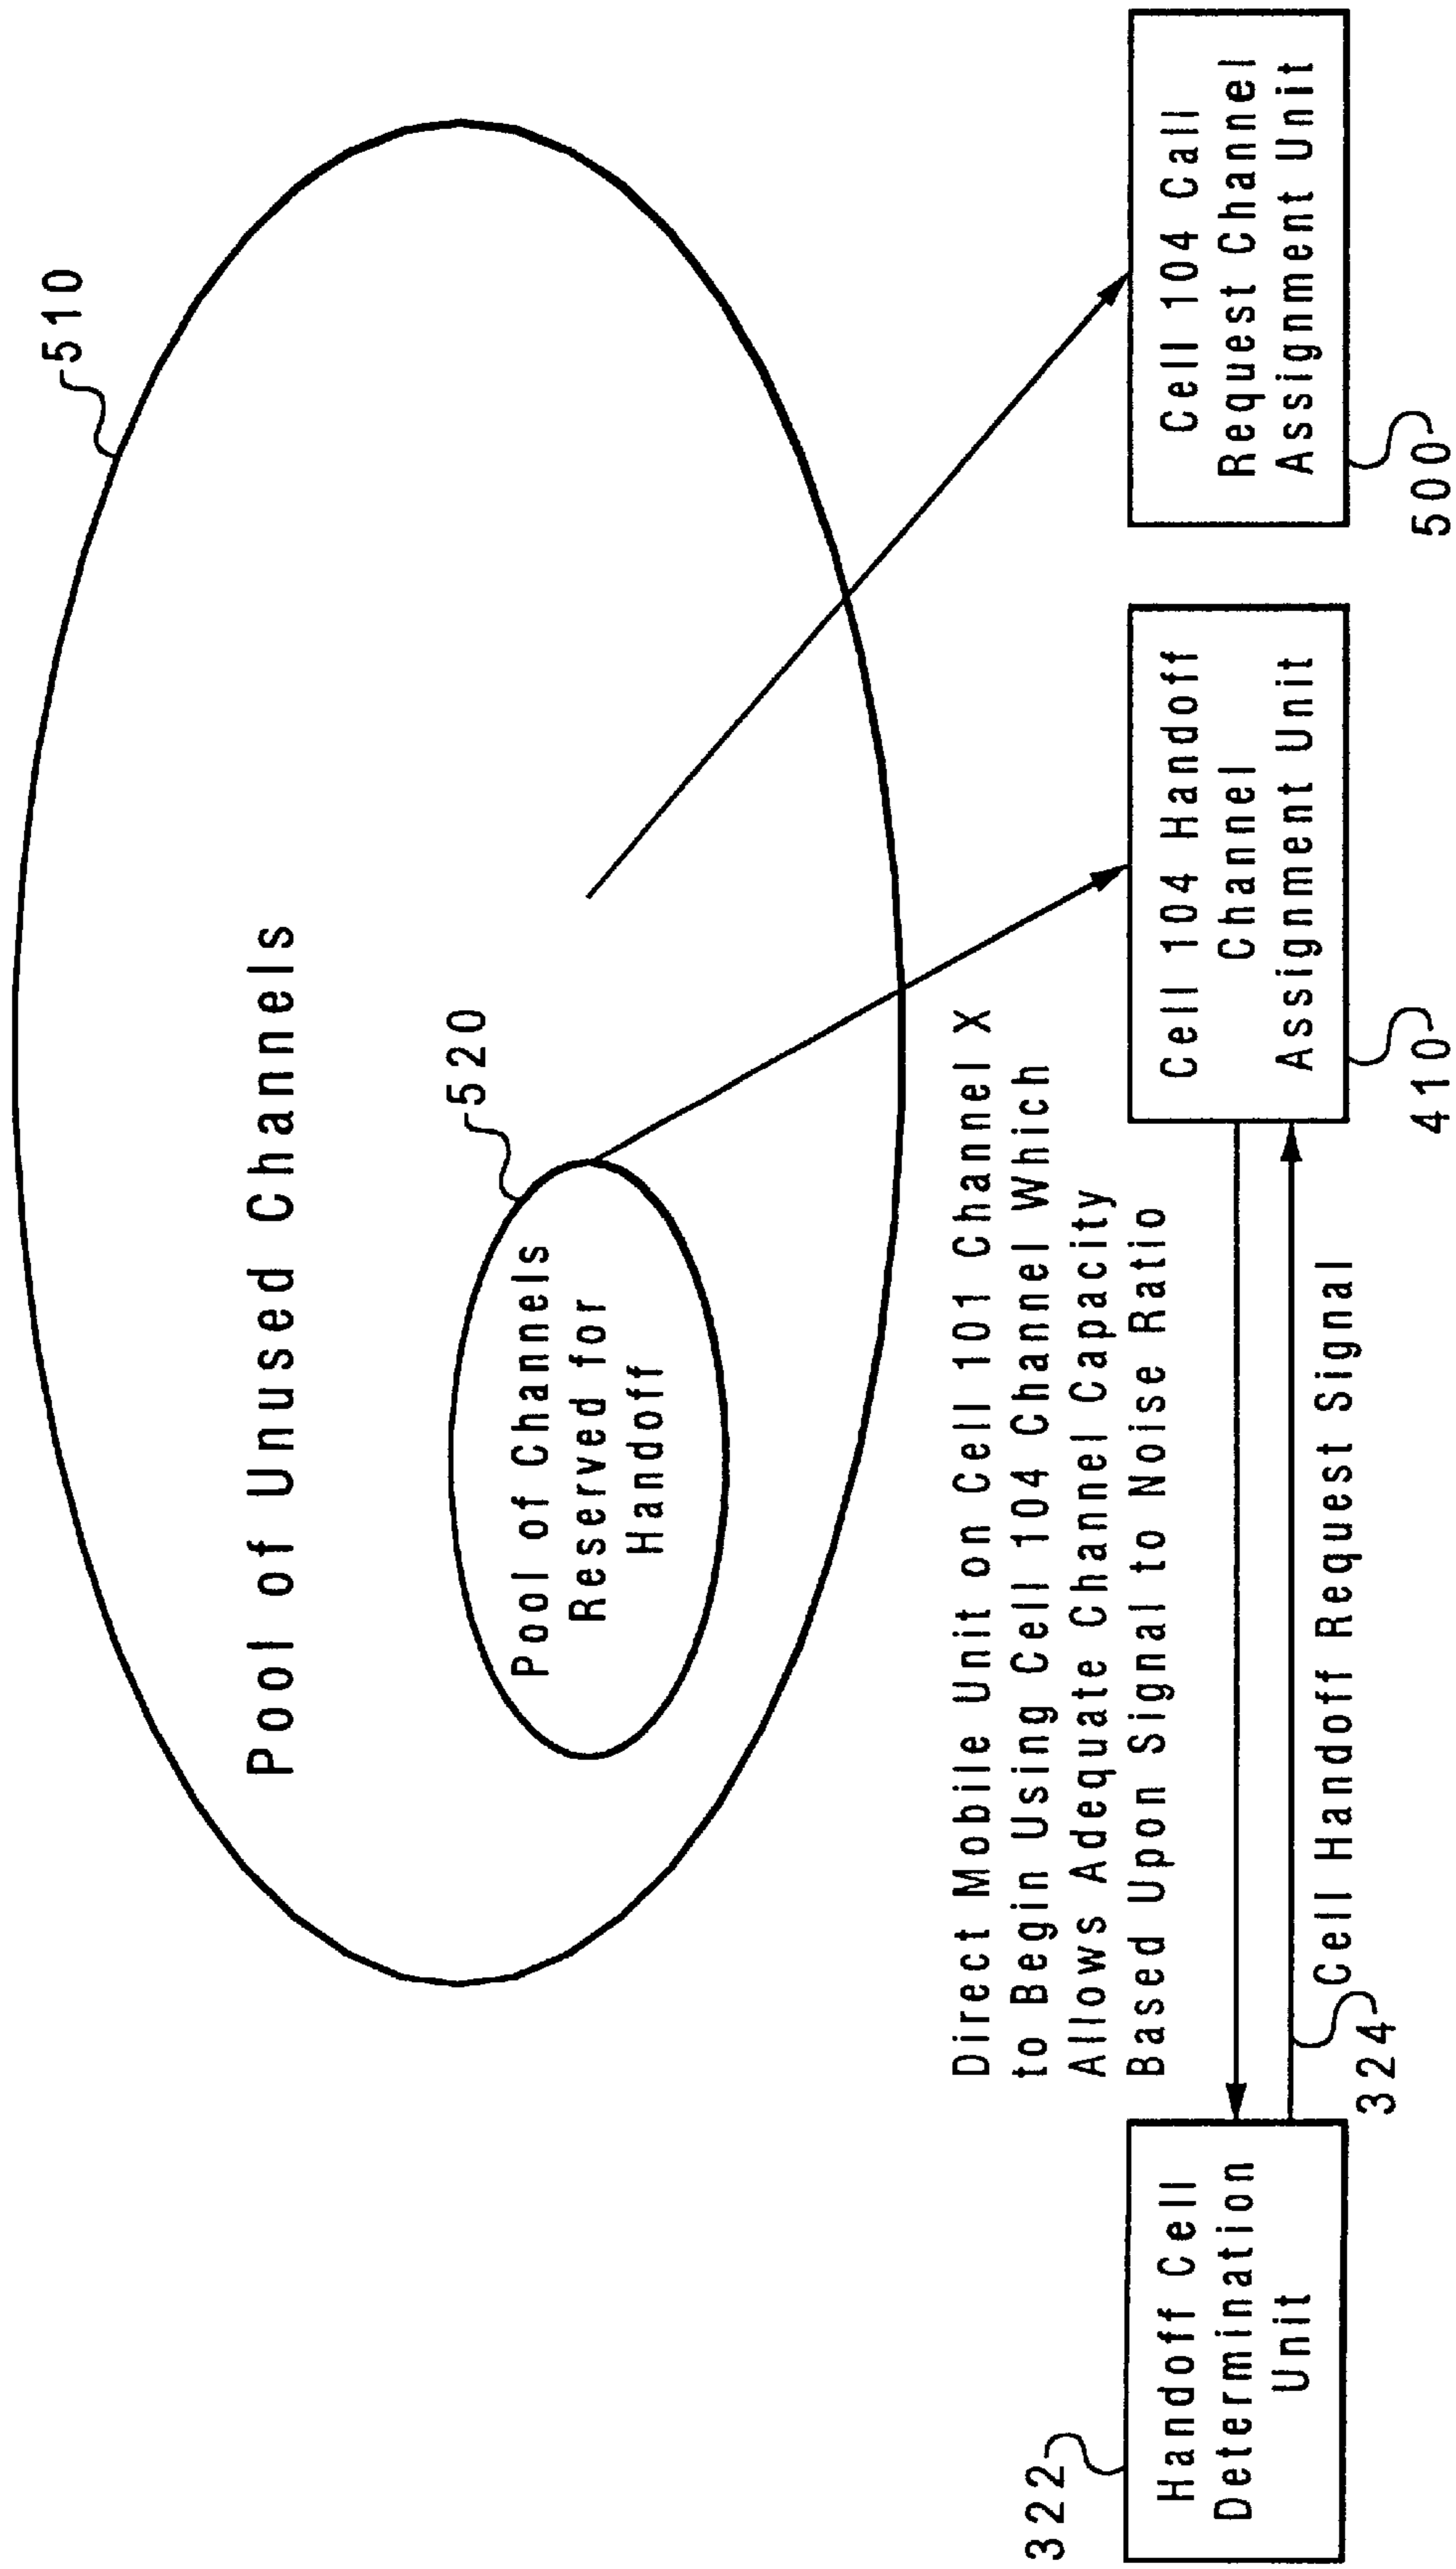 510
Pool of Unused Channels
520
Pool of Channels
Reserved for
Handoff
Direct Mobile Unit on Cell 101 Channel X
to Begin Using Cell 104 Channel Which
Allows Adequate Channel Capacity
Based Upon Signal to Noise Ratio
322
Handoff Cell
Determination
Unit
324
Cell Handoff Request Signal
Cell 104 Handoff
Channel
Assignment Unit
410
Cell 104 Call
Request Channel
Assignment Unit
500